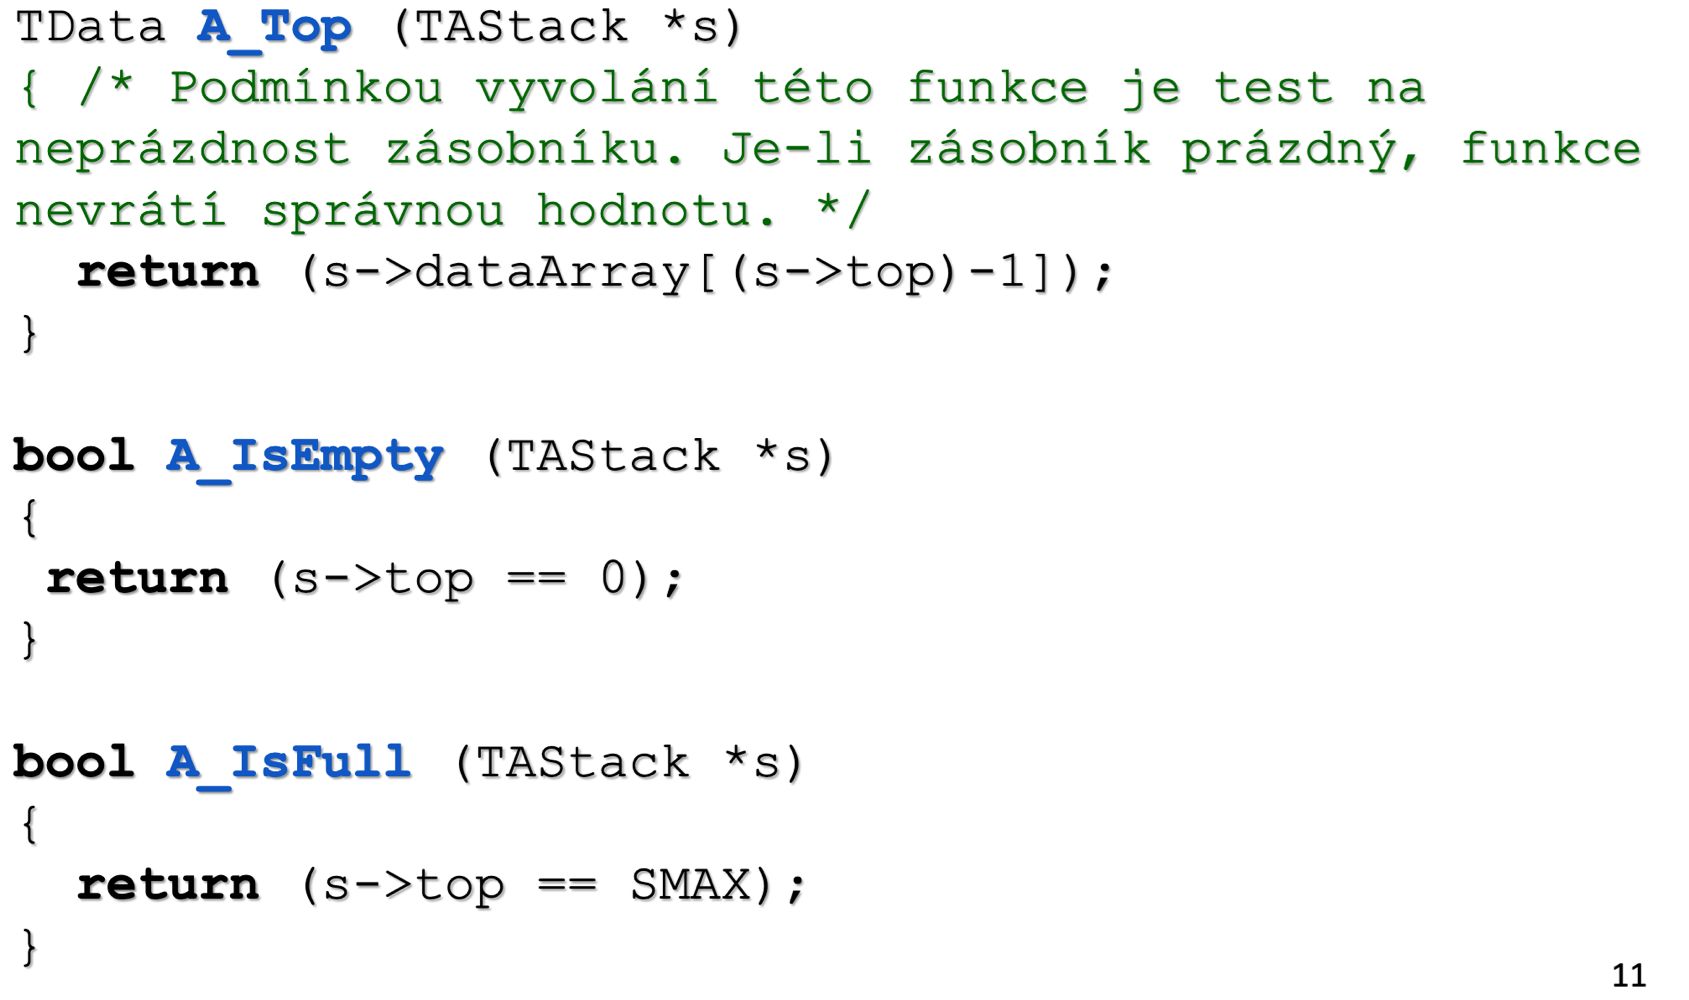 TData A_Top (TAStack *s)
{ /* Podmínkou vyvolání této funkce je test na
neprázdnost zásobníku. Je-li zásobník prázdný, funkce
nevrátí správnou hodnotu. */
  return (s->dataArray[(s->top)-1]);
}
bool A_IsEmpty (TAStack *s)
{
 return (s->top == 0);
}
bool A_IsFull (TAStack *s)
{
  return (s->top == SMAX);
}
11